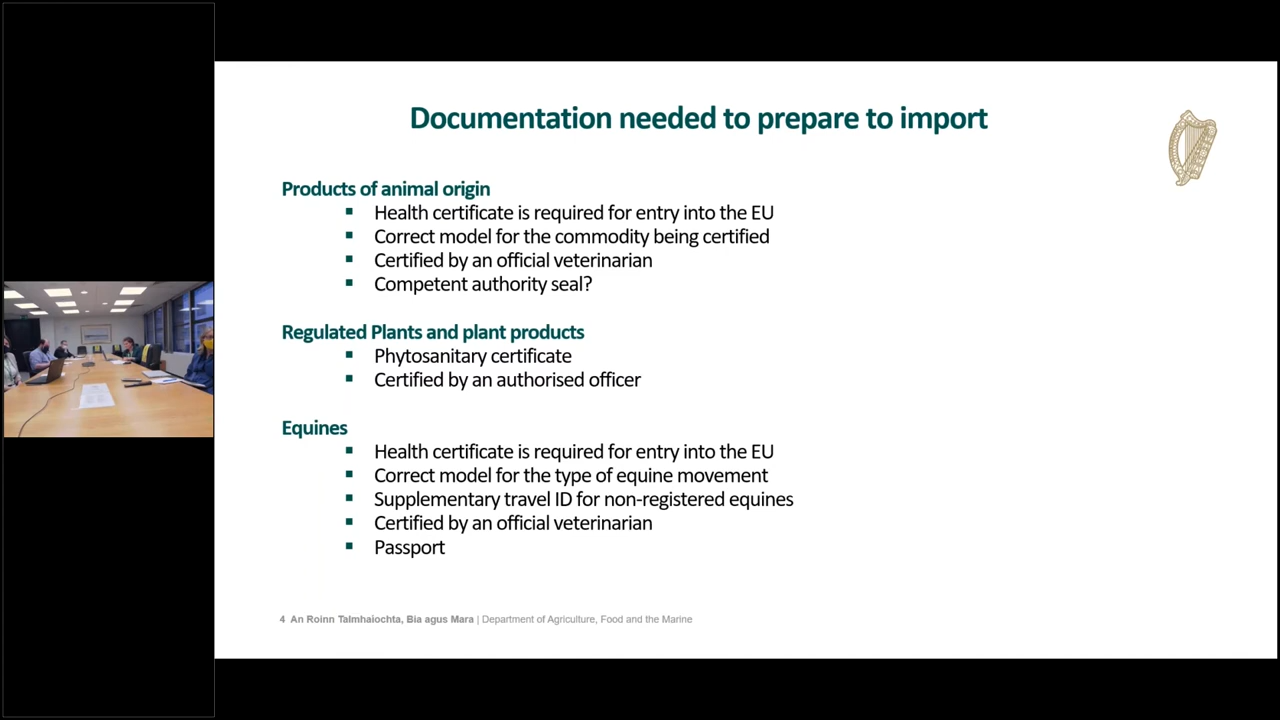 Documentation needed to prepare to import
Products of animal origin
▪ Health certificate is required for entry into the EU
▪ Correct model for the commodity being certified
▪ Certified by an official veterinarian
▪ Competent authority seal?
Regulated Plants and plant products
▪ Phytosanitary certificate
▪ Certified by an authorised officer
Equines
▪ Health certificate is required for entry into the EU
▪ Correct model for the type of equine movement
▪ Supplementary travel ID for non-registered equines
▪ Certified by an official veterinarian
▪ Passport
4 An Roinn Talmhaíochta, Bia agus Mara | Department of Agriculture, Food and the Marine